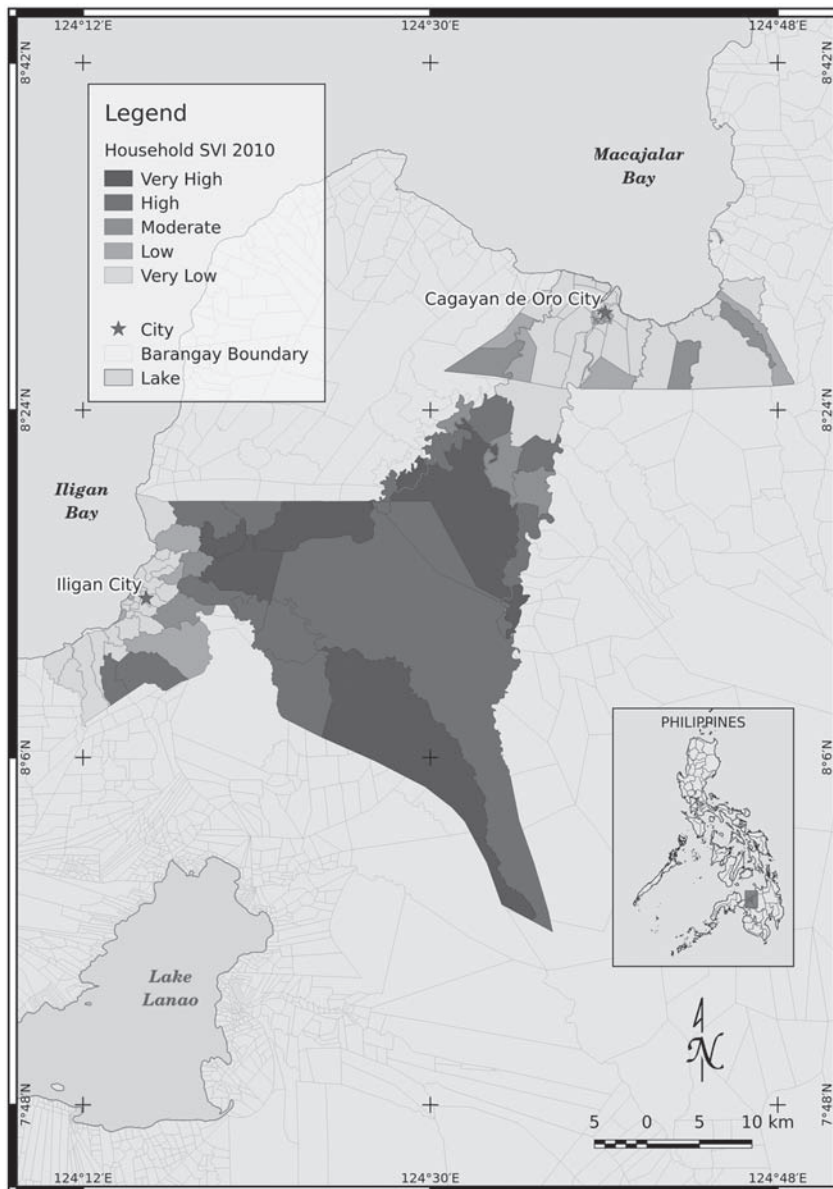 124°12′E
124°30′E
124°48′E
8°42′N
8°42′N
Legend
Household SVI 2010
Very High
High
Moderate
Low
Very Low
City
Barangay Boundary
Lake
Macajalar
Bay
Cagayan de Oro City
8°24′N
8°24′N
Iligan
Bay
Iligan City
8°6′N
8°6′N
PHILIPPINES
Lake
Lanao
N
7°48′N
7°48′N
5 0 5 10 km
124°12′E
124°30′E
124°48′E